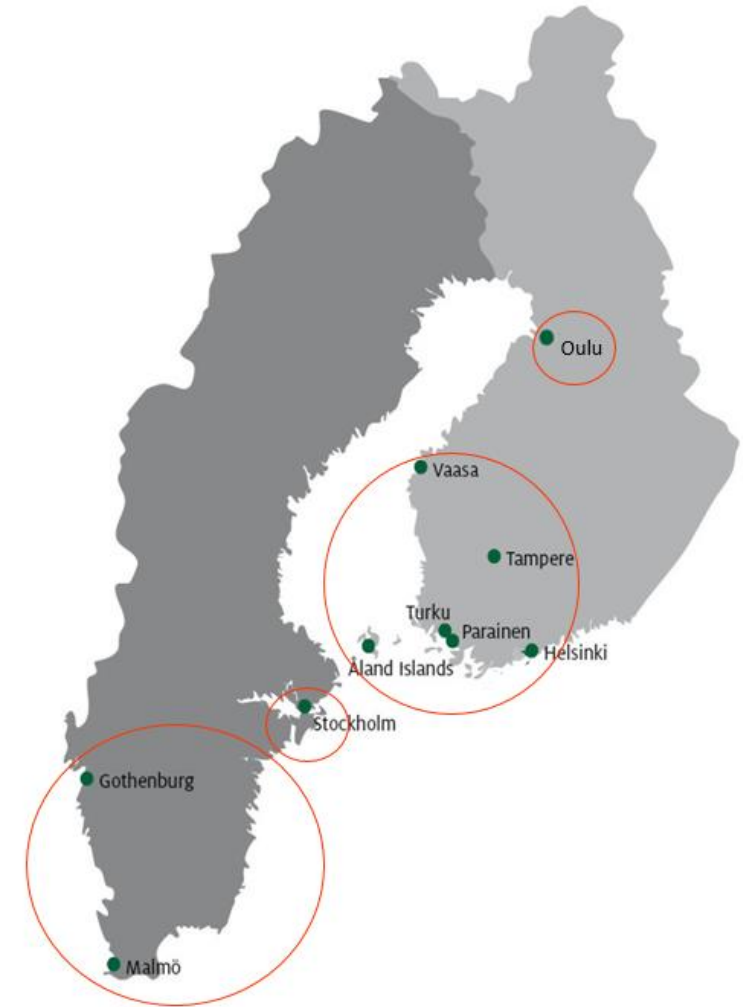 Oulu
Vaasa
Tampere
Turku
Parainen
Helsinki
Åland Islands
Stockholm
Gothenburg
Malmö